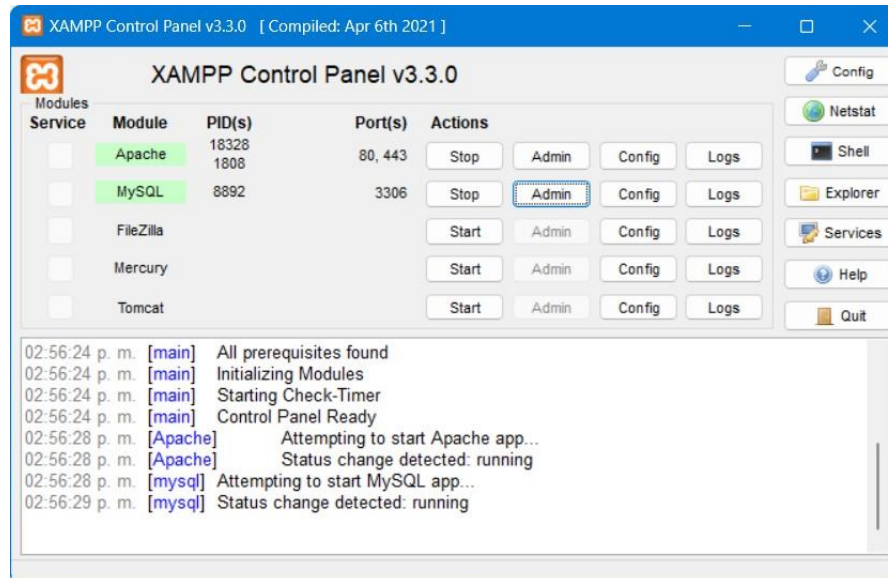 XAMPP Control Panel v3.3.0 [ Compiled: Apr 6th 2021 ]
XAMPP Control Panel v3.3.0
Config
Modules
Service Module PID(s) Port(s) Actions
Netstat
Apache 18328 1808 80, 443 Stop Admin Config Logs
Shell
MySQL 8892 3306 Stop Admin Config Logs
Explorer
FileZilla Start Admin Config Logs
Services
Mercury Start Admin Config Logs
Help
Tomcat Start Admin Config Logs
Quit
02:56:24 p. m. [main] All prerequisites found
02:56:24 p. m. [main] Initializing Modules
02:56:24 p. m. [main] Starting Check-Timer
02:56:24 p. m. [main] Control Panel Ready
02:56:28 p. m. [Apache] Attempting to start Apache app...
02:56:28 p. m. [Apache] Status change detected: running
02:56:28 p. m. [mysql] Attempting to start MySQL app...
02:56:29 p. m. [mysql] Status change detected: running